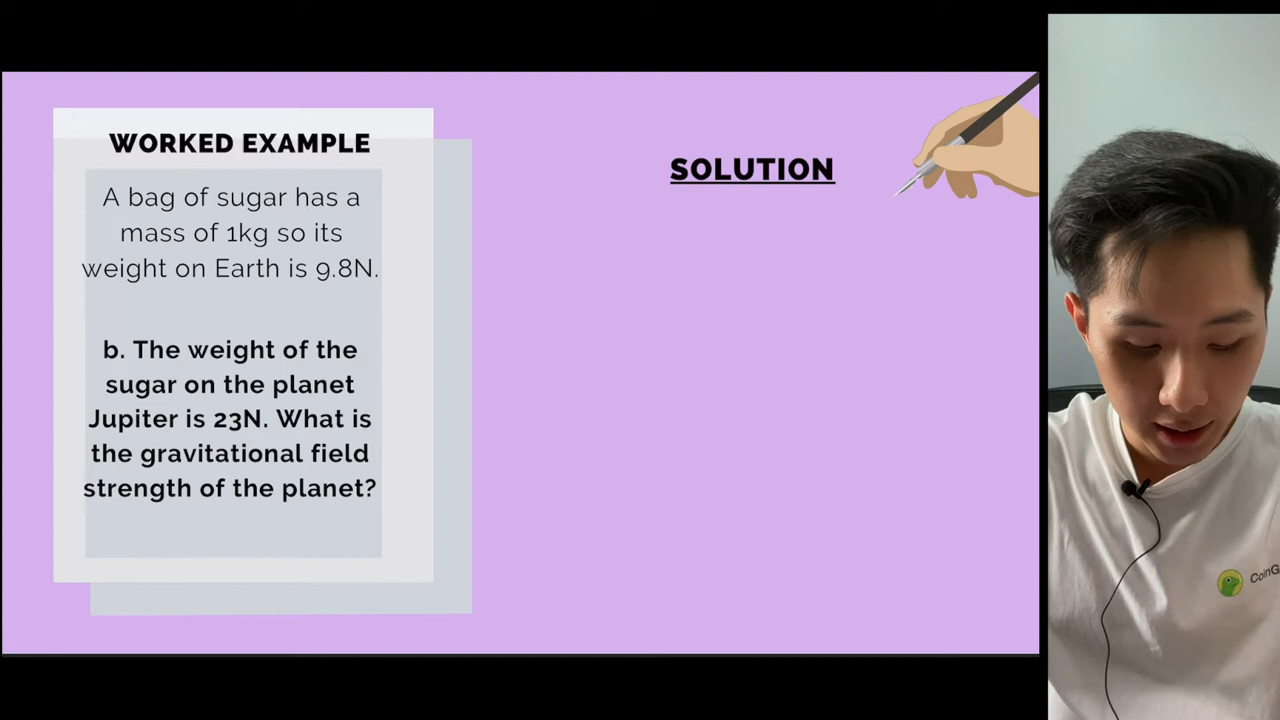 WORKED EXAMPLE
A bag of sugar has a
mass of 1kg so its
weight on Earth is 9.8N.
b. The weight of the
sugar on the planet
Jupiter is 23N. What is
the gravitational field
strength of the planet?
SOLUTION